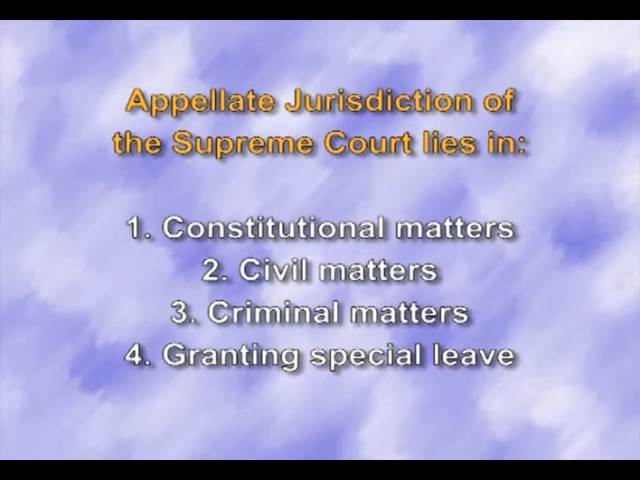 Appellate Jurisdiction of
the Supreme Court lies in:
1. Constitutional matters
2. Civil matters
3. Criminal matters
4. Granting special leave